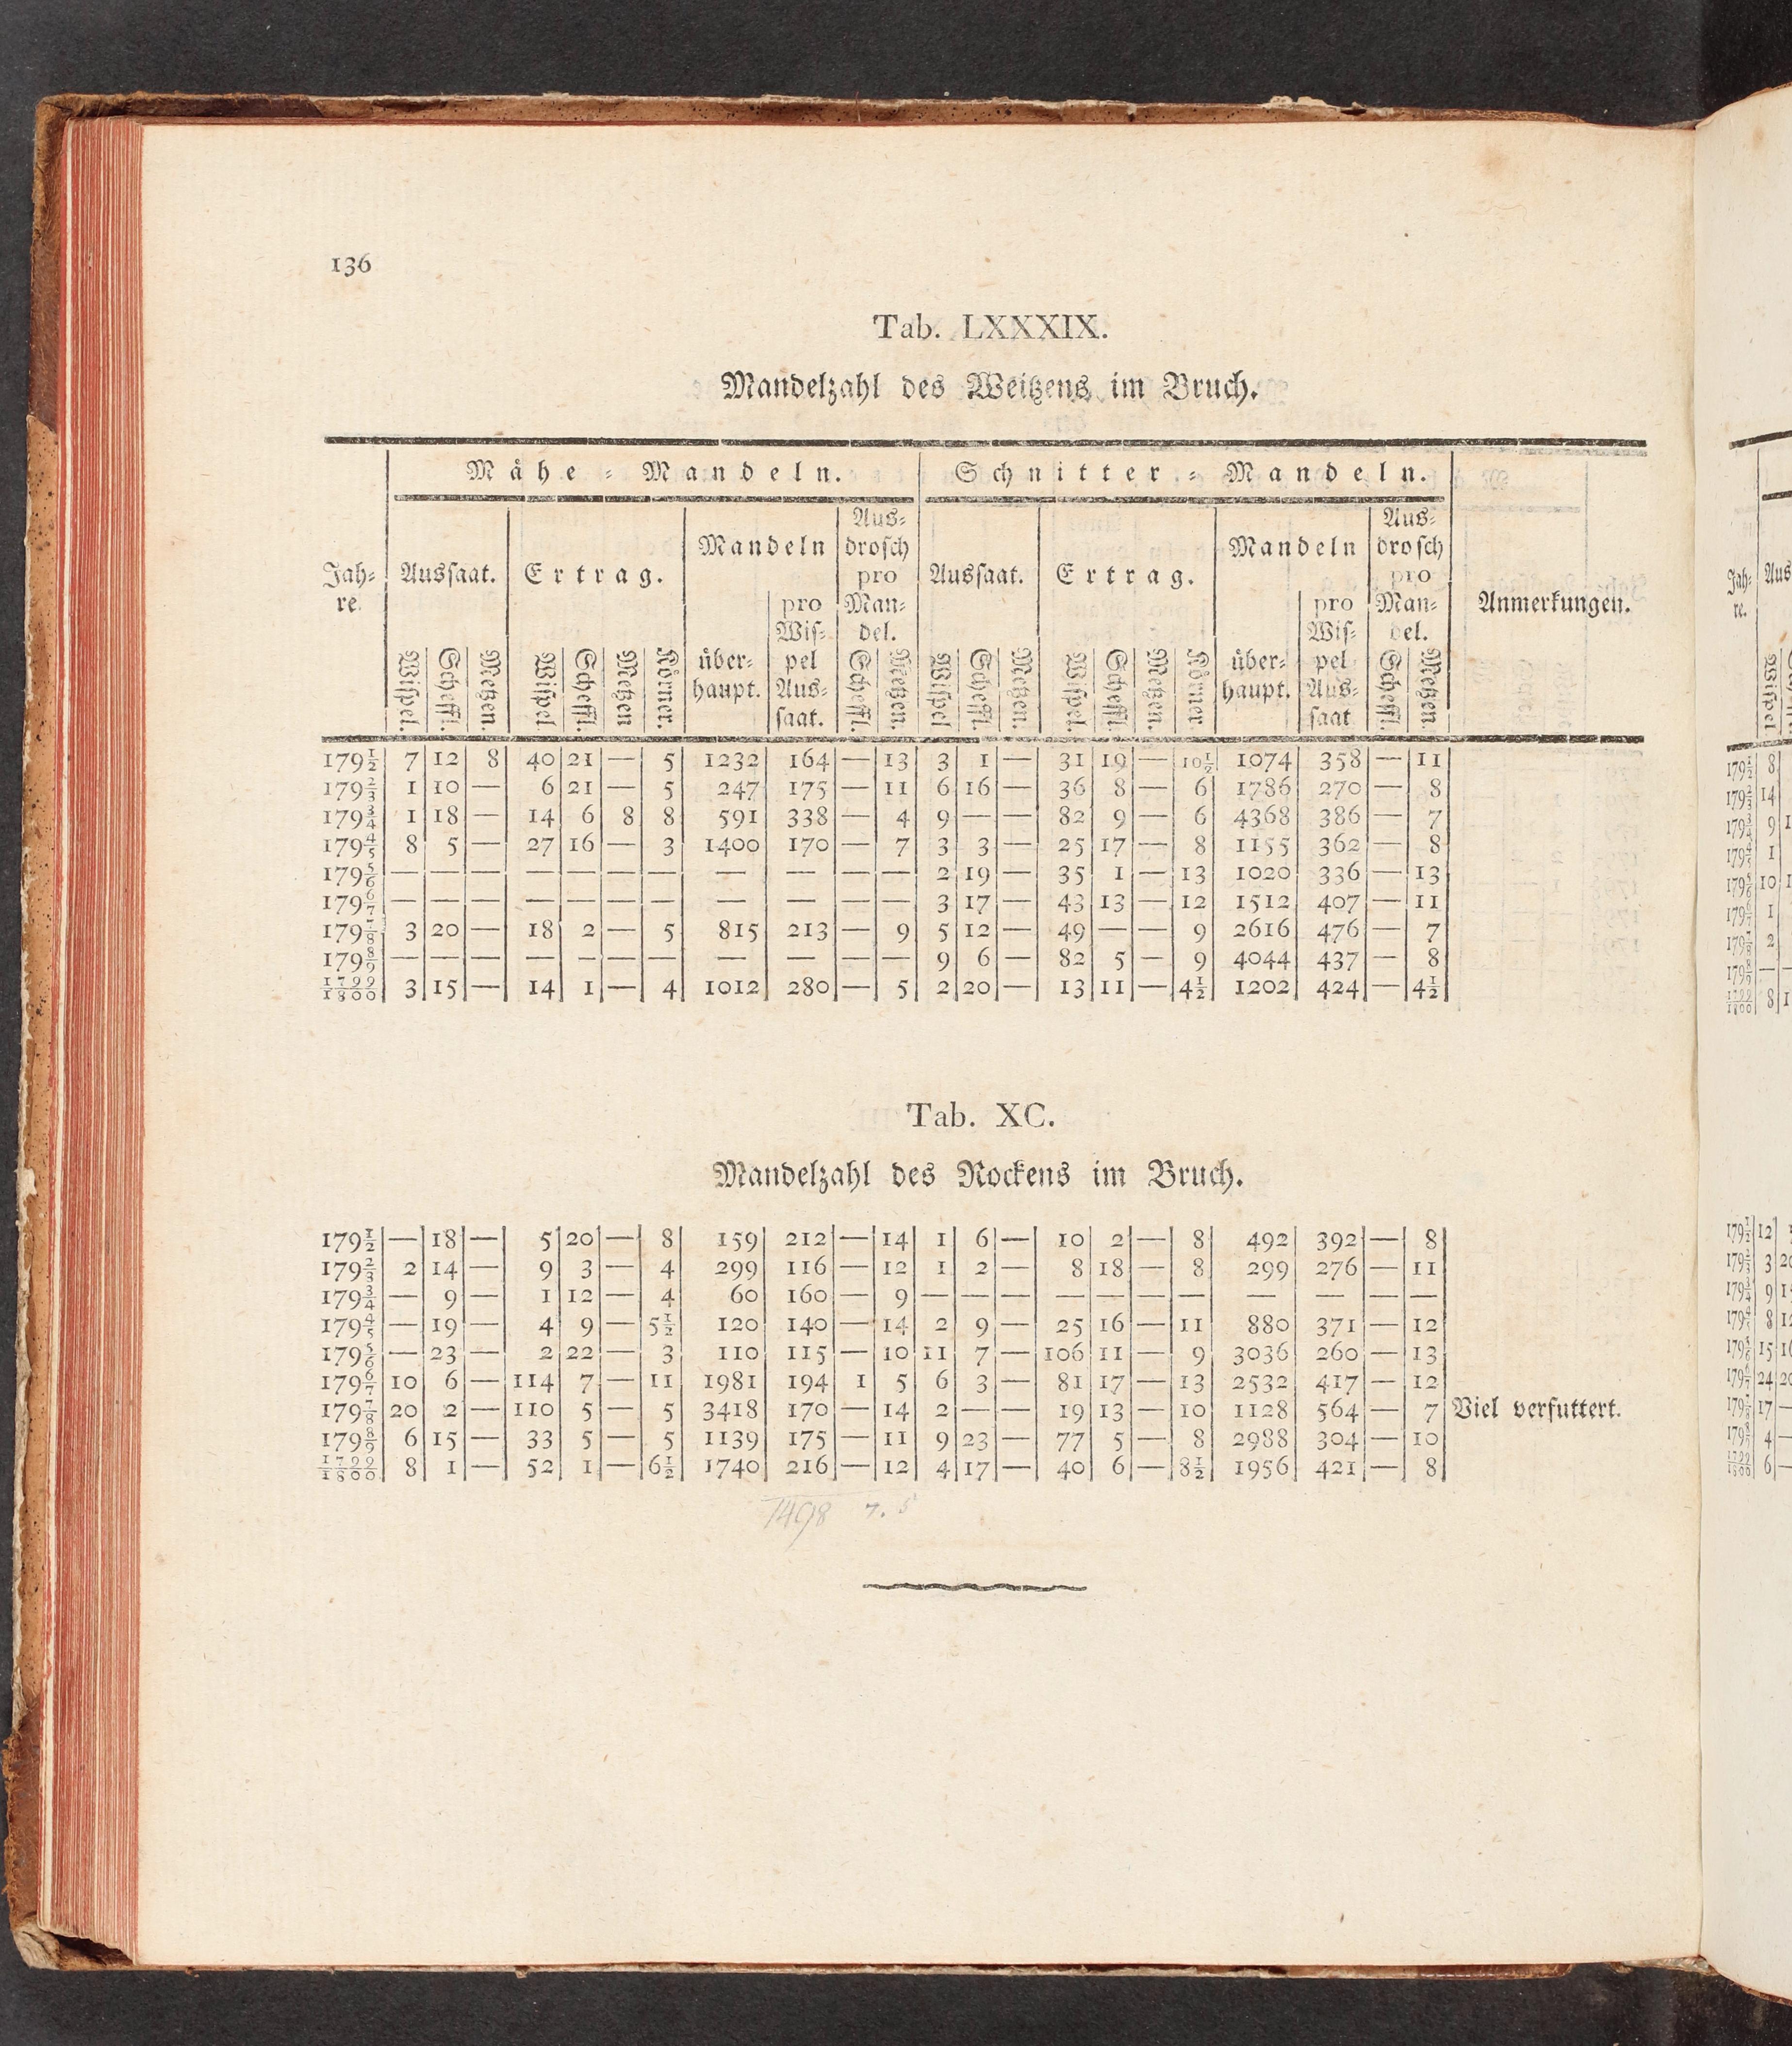 136
Tab. LXXXIX.
Mandelzahl des Weitzens im Bruch.
Mähe-Mandeln. Schnitter-Mandeln.
Jahre. Aussaat. Ertrag. Mandeln Ausdrosch pro Mandel. Aussaat. Ertrag. Mandeln Ausdrosch pro Mandel. Anmerkungen.
Wispel. Scheffl. Metzen. Wispel Scheffl. Metzen Körner. überhaupt. pro Wispel Aussaat. Scheffl. Metzen. Wispel Scheffl. Metzen. Wispel. Scheffl. Metzen. Körner überhaupt. pro Wispel Aussaat Scheffl. Metzen.
179½ 7 12 8 40 21 — 5 1232 164 — 13 3 1 — 31 19 — 10½ 1074 358 — 11
179⅔ 1 10 — 6 21 — 5 247 175 — 11 6 16 — 36 8 — 6 1786 270 — 8
179¾ 1 18 — 14 6 8 8 591 338 — 4 9 — — 82 9 — 6 4368 386 — 7
179⅘ 8 5 — 27 16 — 3 1400 170 — 7 3 3 — 25 17 — 8 1155 362 — 8
179⅚ — — — — — — — — — — — 2 19 — 35 1 — 13 1020 336 — 13
179 6/7 — — — — — — — — — — — 3 17 — 43 13 — 12 1512 407 — 11
179⅞ 3 20 — 18 2 — 5 815 213 — 9 5 12 — 49 — — 9 2616 476 — 7
179 8/9 — — — — — — — — — — — 9 6 — 82 5 — 9 4044 437 — 8
1799/1800 3 15 — 14 1 — 4 1012 280 — 5 2 20 — 13 11 — 4½ 1202 424 — 4½
Tab. XC.
Mandelzahl des Rockens im Bruch.
179½ — 18 — 5 20 — 8 159 212 — 14 1 6 — 10 2 — 8 492 392 — 8
179⅔ 2 14 — 9 3 — 4 299 116 — 12 1 2 — 8 18 — 8 299 276 — 11
179¾ — 9 — 1 12 — 4 60 160 — 9 — — — — — — — — — — —
179⅘ — 19 — 4 9 — 5½ 120 140 — 14 2 9 — 25 16 — 11 880 371 — 12
179⅚ — 23 — 2 22 — 3 110 115 — 10 11 7 — 106 11 — 9 3036 260 — 13
179 6/7 10 6 — 114 7 — 11 1981 194 1 5 6 3 — 81 17 — 13 2532 417 — 12
179⅞ 20 2 — 110 5 — 5 3418 170 — 14 2 — — 19 13 — 10 1128 564 — 7 Viel verfuttert.
179 8/9 6 15 — 33 5 — 5 1139 175 — 11 9 23 — 77 5 — 8 2988 304 — 10
1799/1800 8 1 — 52 1 — 6½ 1740 216 — 12 4 17 — 40 6 — 8½ 1956 421 — 8
1498 7. 5